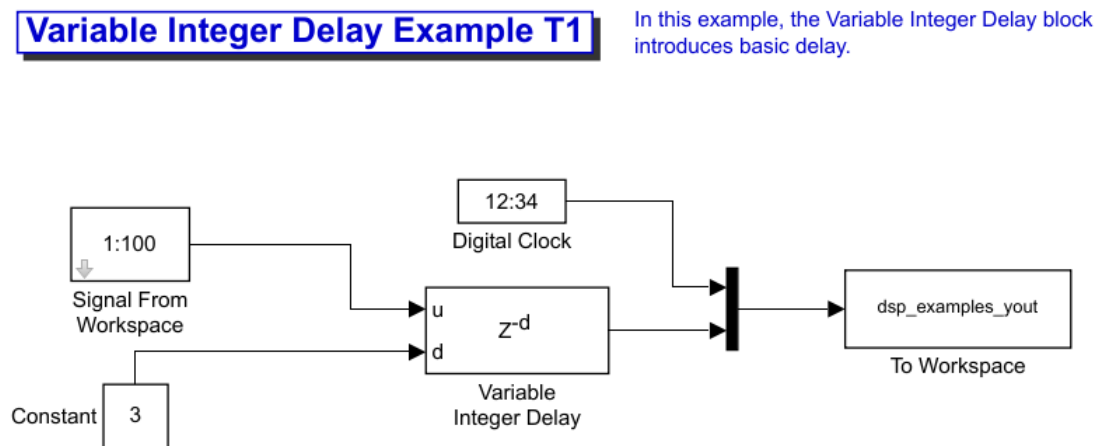 Variable Integer Delay Example T1
In this example, the Variable Integer Delay block
introduces basic delay.
12:34
Digital Clock
1:100
Signal From
Workspace
u
d
Z-d
Variable
Integer Delay
dsp_examples_yout
To Workspace
Constant
3